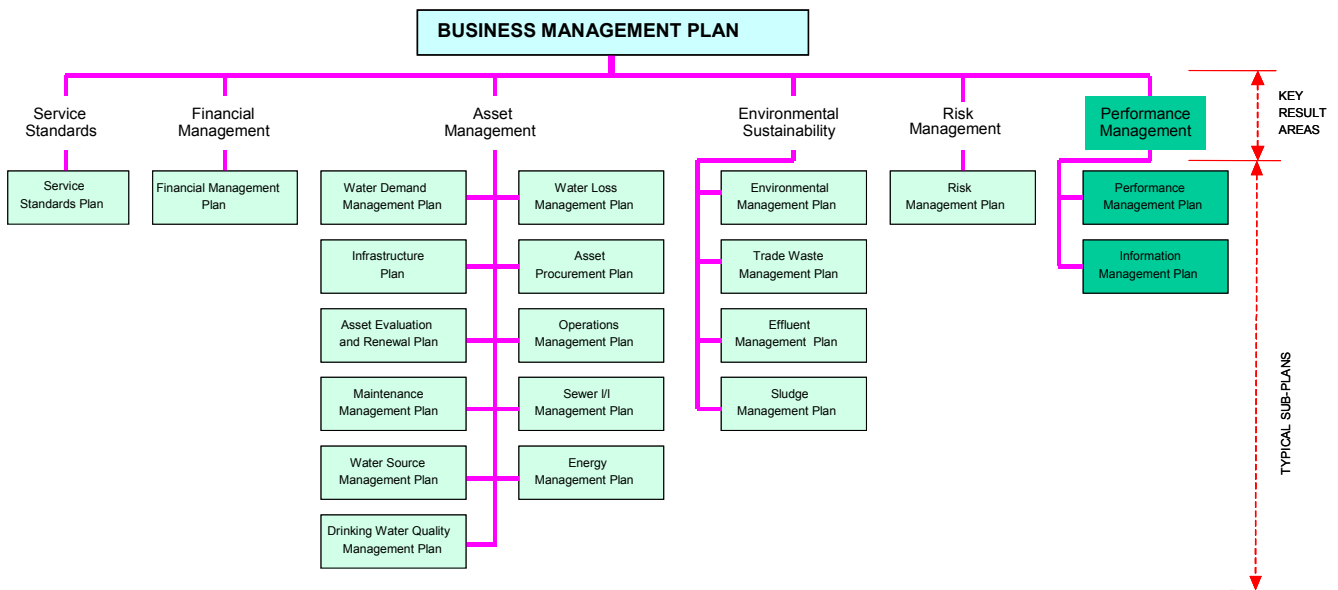 BUSINESS MANAGEMENT PLAN
Service
Standards
Financial
Management
Asset
Management
Environmental
Sustainability
Risk
Management
Performance
Management
KEY
RESULT
AREAS
Service
Standards Plan
Financial Management
Plan
Water Demand
Management Plan
Water Loss
Management Plan
Environmental
Management Plan
Risk
Management Plan
Performance
Management Plan
Infrastructure
Plan
Asset
Procurement Plan
Trade Waste
Management Plan
Information
Management Plan
Asset Evaluation
and Renewal Plan
Operations
Management Plan
Effluent
Management Plan
Maintenance
Management Plan
Sewer I/I
Management Plan
Sludge
Management Plan
Water Source
Management Plan
Energy
Management Plan
Drinking Water Quality
Management Plan
TYPICAL SUB-PLANS